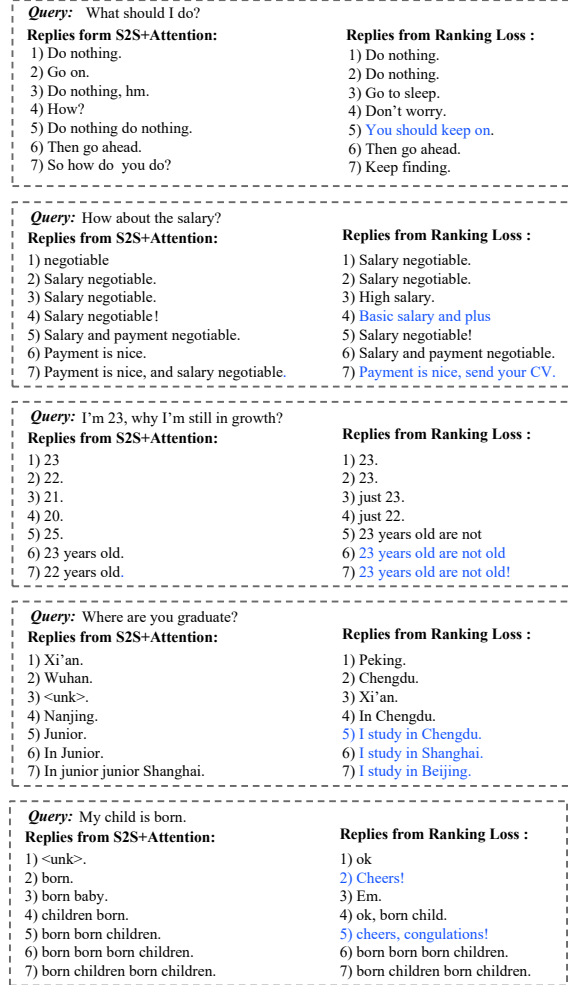 Query: What should I do?
Replies form S2S+Attention:
1) Do nothing.
2) Go on.
3) Do nothing, hm.
4) How?
5) Do nothing do nothing.
6) Then go ahead.
7) So how do you do?
Replies from Ranking Loss :
1) Do nothing.
2) Do nothing.
3) Go to sleep.
4) Don't worry.
5) You should keep on.
6) Then go ahead.
7) Keep finding.
Query: How about the salary?
Replies from S2S+Attention:
1) negotiable
2) Salary negotiable.
3) Salary negotiable.
4) Salary negotiable!
5) Salary and payment negotiable.
6) Payment is nice.
7) Payment is nice, and salary negotiable.
Replies from Ranking Loss :
1) Salary negotiable.
2) Salary negotiable.
3) High salary.
4) Basic salary and plus
5) Salary negotiable!
6) Salary and payment negotiable.
7) Payment is nice, send your CV.
Query: I'm 23, why I'm still in growth?
Replies from S2S+Attention:
1) 23
2) 22.
3) 21.
4) 20.
5) 25.
6) 23 years old.
7) 22 years old.
Replies from Ranking Loss :
1) 23.
2) 23.
3) just 23.
4) just 22.
5) 23 years old are not
6) 23 years old are not old
7) 23 years old are not old!
Query: Where are you graduate?
Replies from S2S+Attention:
1) Xi'an.
2) Wuhan.
3) <unk>.
4) Nanjing.
5) Junior.
6) In Junior.
7) In junior junior Shanghai.
Replies from Ranking Loss :
1) Peking.
2) Chengdu.
3) Xi'an.
4) In Chengdu.
5) I study in Chengdu.
6) I study in Shanghai.
7) I study in Beijing.
Query: My child is born.
Replies from S2S+Attention:
1) <unk>.
2) born.
3) born baby.
4) children born.
5) born born children.
6) born born born children.
7) born children born children.
Replies from Ranking Loss :
1) ok
2) Cheers!
3) Em.
4) ok, born child.
5) cheers, congulations!
6) born born born children.
7) born children born children.